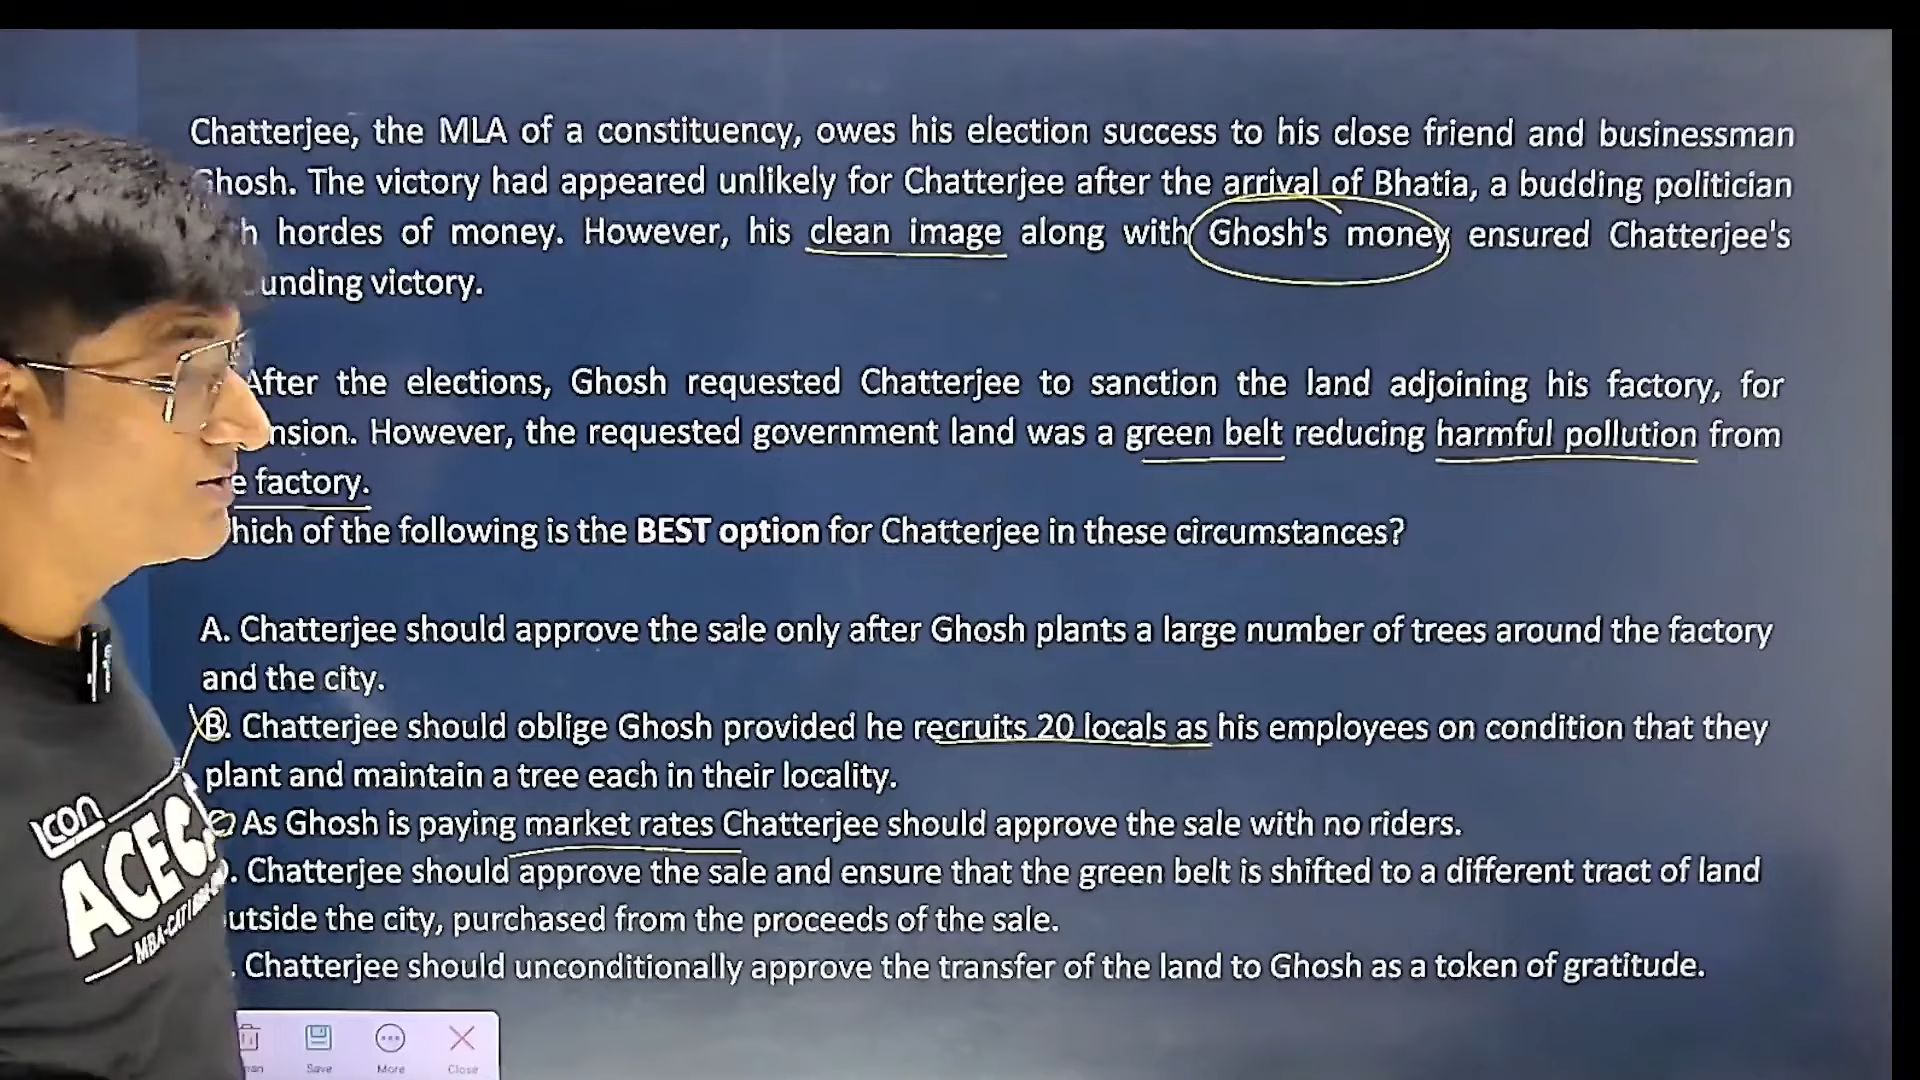 Chatterjee, the MLA of a constituency, owes his election success to his close friend and businessman
hosh. The victory had appeared unlikely for Chatterjee after the arrival of Bhatia, a budding politician
h hordes of money. However, his clean image along with Ghosh's money ensured Chatterjee's
unding victory.
After the elections, Ghosh requested Chatterjee to sanction the land adjoining his factory, for
nsion. However, the requested government land was a green belt reducing harmful pollution from
e factory.
hich of the following is the BEST option for Chatterjee in these circumstances?
A. Chatterjee should approve the sale only after Ghosh plants a large number of trees around the factory
and the city.
B. Chatterjee should oblige Ghosh provided he recruits 20 locals as his employees on condition that they
plant and maintain a tree each in their locality.
C. As Ghosh is paying market rates Chatterjee should approve the sale with no riders.
. Chatterjee should approve the sale and ensure that the green belt is shifted to a different tract of land
utside the city, purchased from the proceeds of the sale.
. Chatterjee should unconditionally approve the transfer of the land to Ghosh as a token of gratitude.
Icon
ACEG
MBA-CAT
Save
More
Close